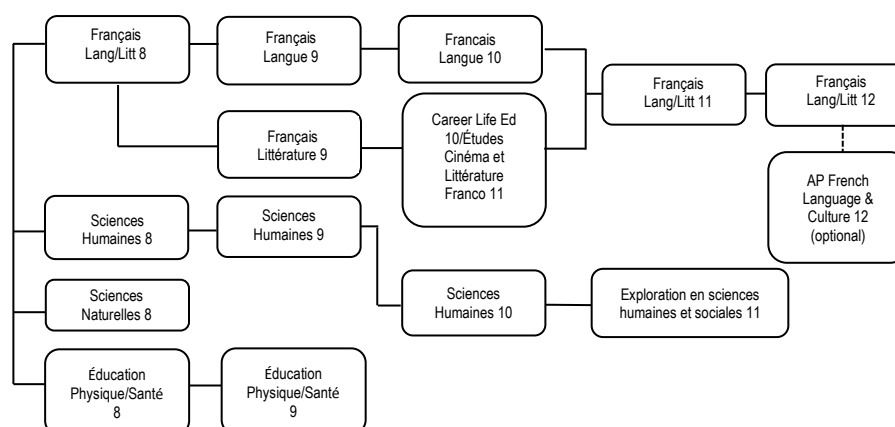 Français
Lang/Litt 8
Français
Langue 9
Francais
Langue 10
Français
Lang/Litt 11
Français
Lang/Litt 12
Français
Littérature 9
Career Life Ed
10/Études
Cinéma et
Littérature
Franco 11
AP French
Language &
Culture 12
(optional)
Sciences
Humaines 8
Sciences
Humaines 9
Sciences
Naturelles 8
Sciences
Humaines 10
Exploration en sciences
humaines et sociales 11
Éducation
Physique/Santé
8
Éducation
Physique/Santé
9